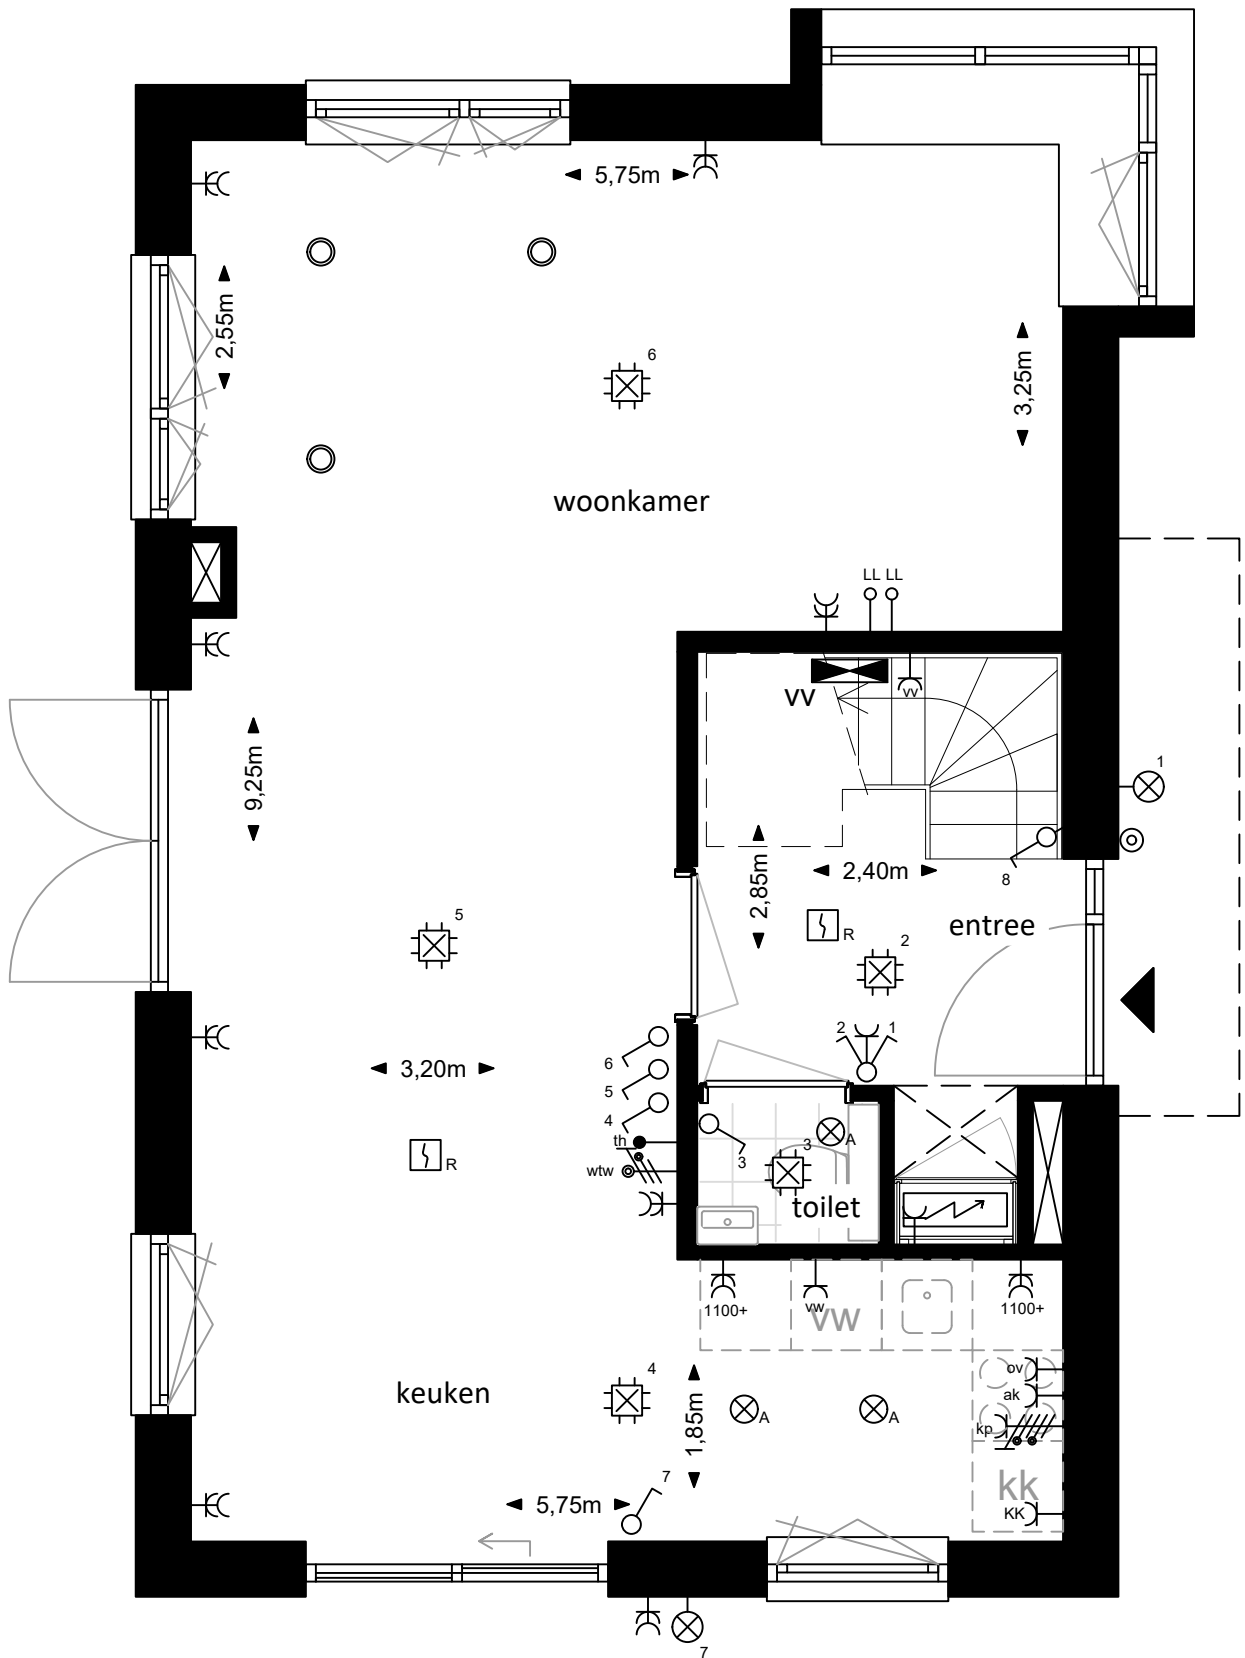 5,75m
2,55m
6
3,25m
woonkamer
LL LL
vv
vv
1
9,25m
2,85m
2,40m
8
5
R
entree
2
2 1
6
5
4
3,20m
th
wtw
R
A
3
3
toilet
1100+
vw
vw
1100+
ov
ak
kp
kk
KK
keuken
4
A
A
1,85m
7
5,75m
7